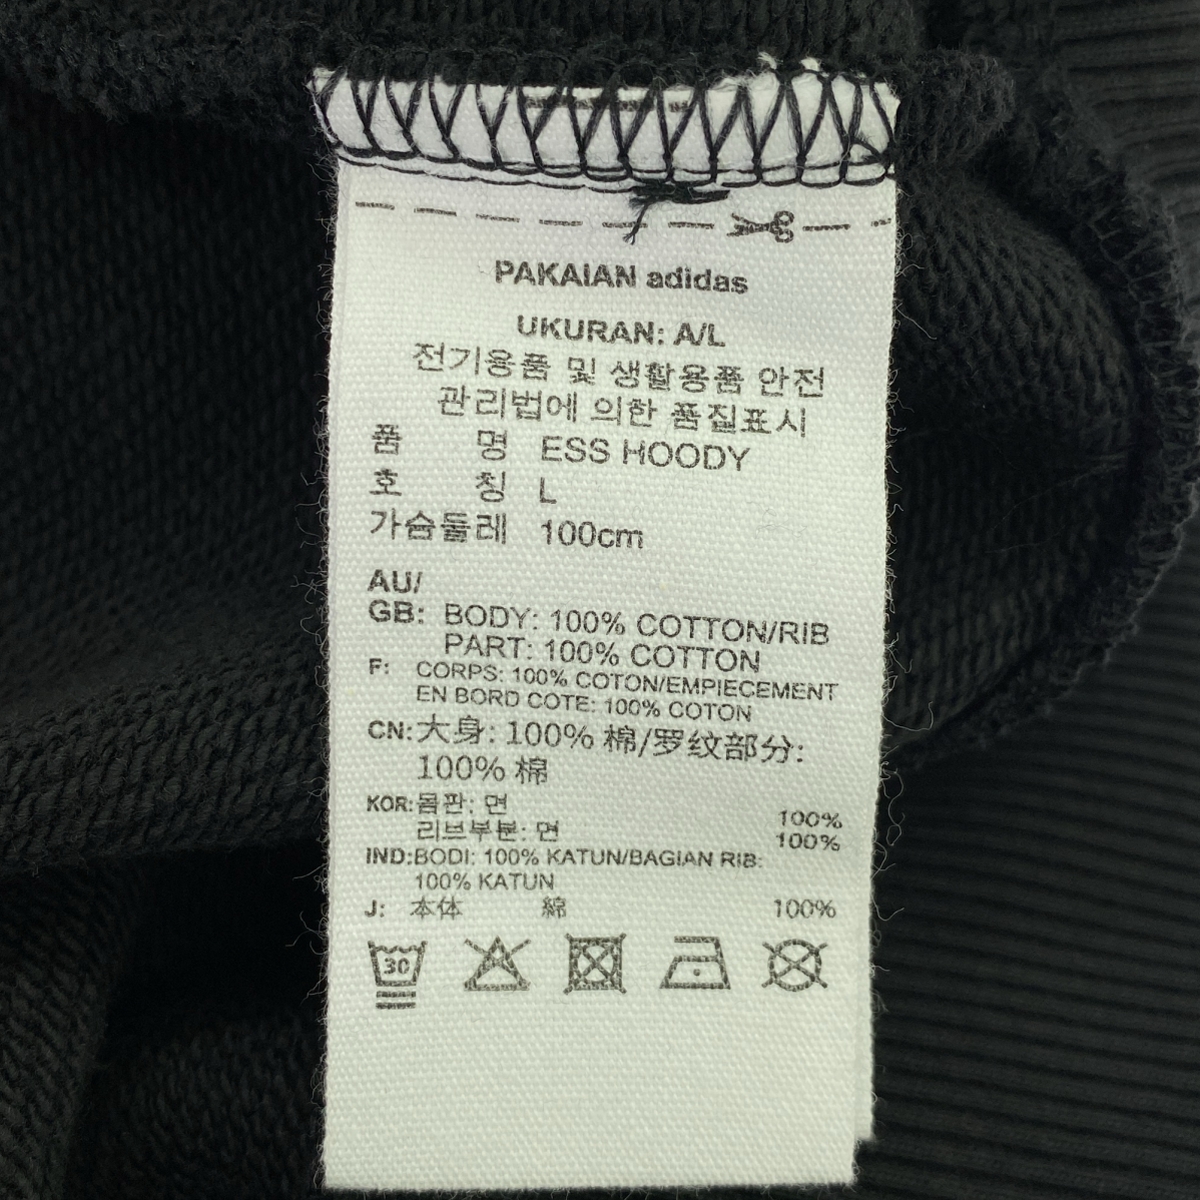 PAKAIAN adidas
UKURAN: A/L
전기용품 및 생활용품 안전
관리법에 의한 품질표시
품 명 ESS HOODY
호 칭 L
가슴둘레 100cm
AU/
GB: BODY: 100% COTTON/RIB
PART: 100% COTTON
F: CORPS: 100% COTON/EMPIECEMENT
EN BORD COTE: 100% COTON
CN: 大身: 100% 棉/罗纹部分:
100% 棉
KOR: 몸판: 면 100%
리브부분: 면 100%
IND: BODI: 100% KATUN/BAGIAN RIB:
100% KATUN
J: 本体 綿 100%
30